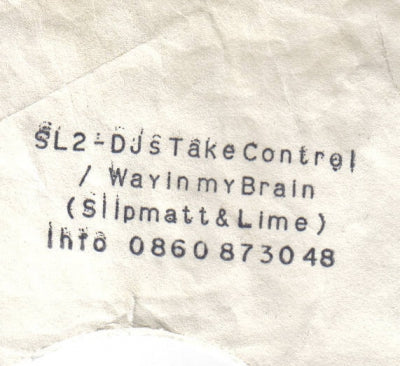 SL2-DJs Take Control
/ Way in my Brain
(Slipmatt & Lime)
info 0860 873048